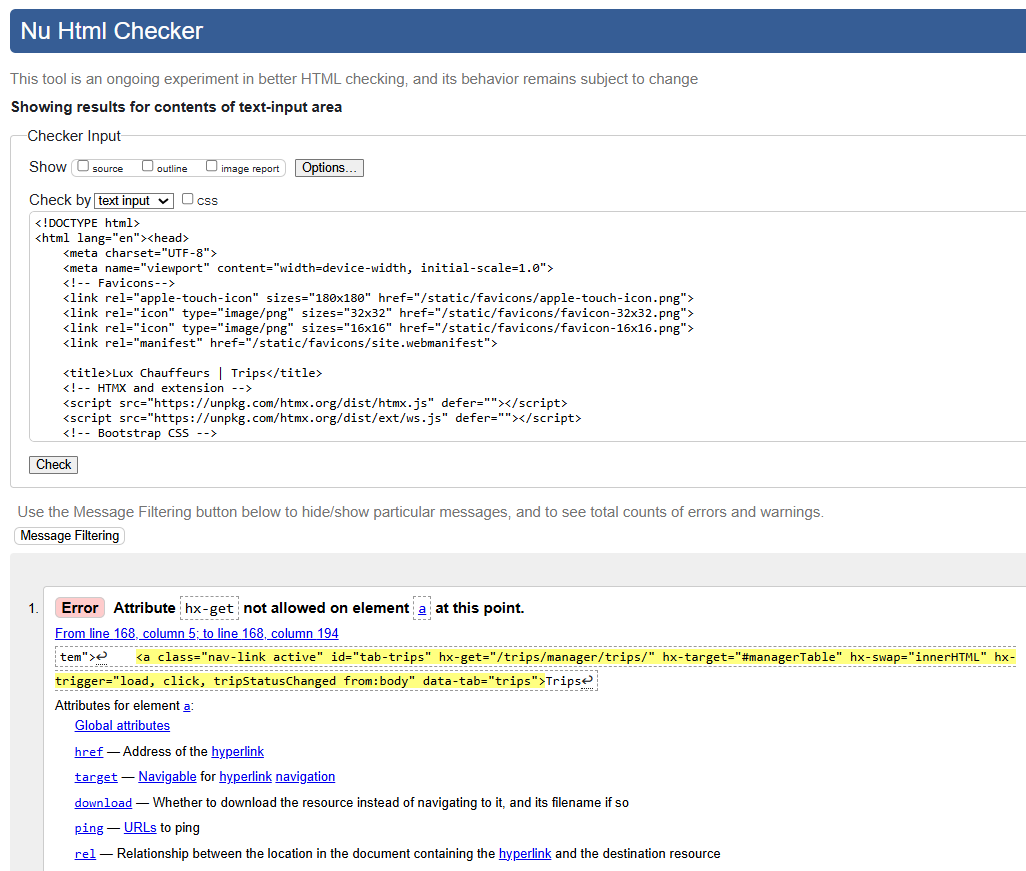 Nu Html Checker
This tool is an ongoing experiment in better HTML checking, and its behavior remains subject to change
Showing results for contents of text-input area
Checker Input
Show source outline image report Options...
Check by text input css
<!DOCTYPE html>
<html lang="en"><head>
    <meta charset="UTF-8">
    <meta name="viewport" content="width=device-width, initial-scale=1.0">
    <!-- Favicons-->
    <link rel="apple-touch-icon" sizes="180x180" href="/static/favicons/apple-touch-icon.png">
    <link rel="icon" type="image/png" sizes="32x32" href="/static/favicons/favicon-32x32.png">
    <link rel="icon" type="image/png" sizes="16x16" href="/static/favicons/favicon-16x16.png">
    <link rel="manifest" href="/static/favicons/site.webmanifest">
    <title>Lux Chauffeurs | Trips</title>
    <!-- HTMX and extension -->
    <script src="https://unpkg.com/htmx.org/dist/htmx.js" defer=""></script>
    <script src="https://unpkg.com/htmx.org/dist/ext/ws.js" defer=""></script>
    <!-- Bootstrap CSS -->
Check
Use the Message Filtering button below to hide/show particular messages, and to see total counts of errors and warnings.
Message Filtering
1. Error Attribute hx-get not allowed on element a at this point.
From line 168, column 5; to line 168, column 194
tem">↩    <a class="nav-link active" id="tab-trips" hx-get="/trips/manager/trips/" hx-target="#managerTable" hx-swap="innerHTML" hx-
trigger="load, click, tripStatusChanged from:body" data-tab="trips">Trips↩
Attributes for element a:
Global attributes
href — Address of the hyperlink
target — Navigable for hyperlink navigation
download — Whether to download the resource instead of navigating to it, and its filename if so
ping — URLs to ping
rel — Relationship between the location in the document containing the hyperlink and the destination resource